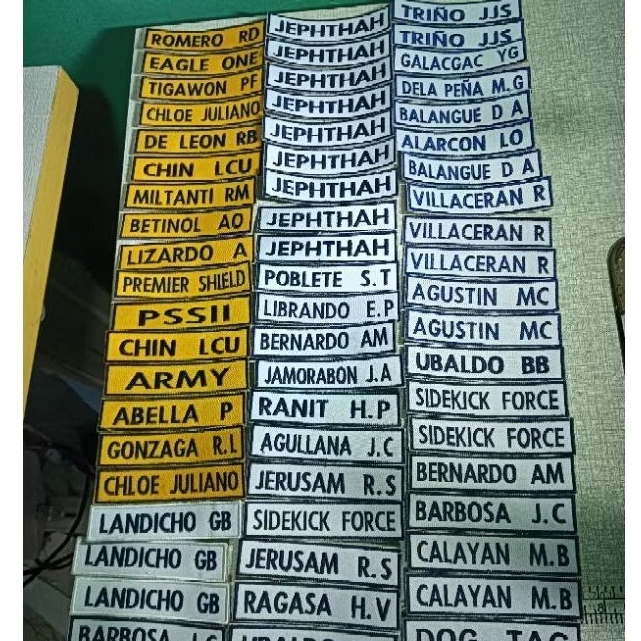 ROMERO RD
EAGLE ONE
TIGAWON PF
CHLOE JULIANO
DE LEON RB
CHIN LCU
MILTANTI RM
BETINOL AO
LIZARDO A
PREMIER SHIELD
PSSII
CHIN LCU
ARMY
ABELLA P
GONZAGA R.L
CHLOE JULIANO
LANDICHO GB
LANDICHO GB
LANDICHO GB
BARBOSA J.C
JEPHTHAH
JEPHTHAH
JEPHTHAH
JEPHTHAH
JEPHTHAH
JEPHTHAH
JEPHTHAH
JEPHTHAH
JEPHTHAH
POBLETE S.T
LIBRANDO E.P
BERNARDO AM
JAMORABON J.A
RANIT H.P
AGULLANA J.C
JERUSAM R.S
SIDEKICK FORCE
JERUSAM R.S
RAGASA H.V
UBALDO
TRIÑO JJS
TRIÑO JJS
GALACGAC YG
DELA PEÑA M.G
BALANGUE D A
ALARCON LO
BALANGUE D A
VILLACERAN R
VILLACERAN R
VILLACERAN R
AGUSTIN MC
AGUSTIN MC
UBALDO BB
SIDEKICK FORCE
SIDEKICK FORCE
BERNARDO AM
BARBOSA J.C
CALAYAN M.B
CALAYAN M.B
DOG